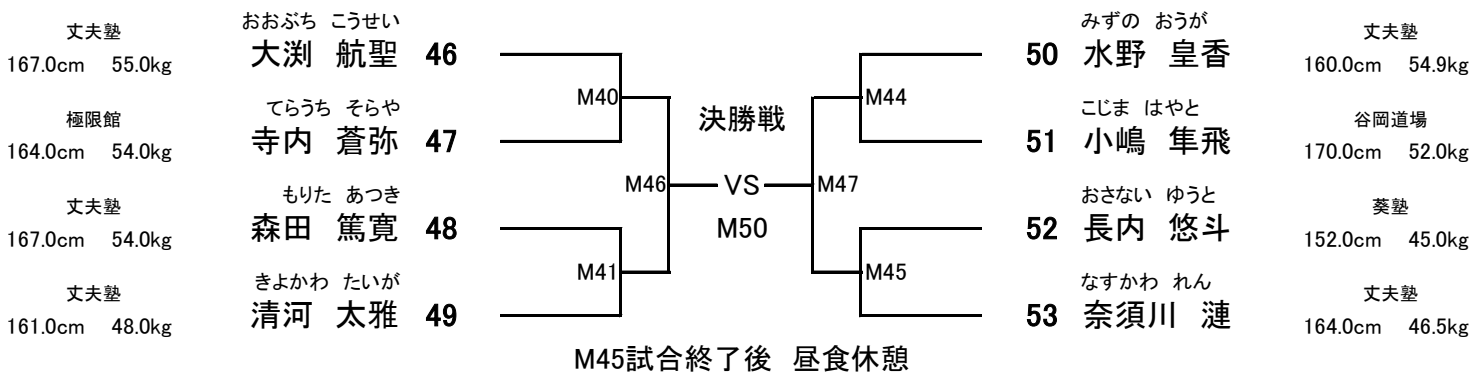 おおぶち こうせい
丈夫塾
167.0cm 55.0kg
大渕 航聖 46
てらうち そらや
極限館
164.0cm 54.0kg
寺内 蒼弥 47
もりた あつき
丈夫塾
167.0cm 54.0kg
森田 篤寛 48
きよかわ たいが
丈夫塾
161.0cm 48.0kg
清河 太雅 49
M40
M41
M46
決勝戦
VS
M50
M47
M44
M45
みずの おうが
50 水野 皇香
丈夫塾
160.0cm 54.9kg
こじま はやと
51 小嶋 隼飛
谷岡道場
170.0cm 52.0kg
おさない ゆうと
52 長内 悠斗
葵塾
152.0cm 45.0kg
なすかわ れん
53 奈須川 漣
丈夫塾
164.0cm 46.5kg
M45試合終了後 昼食休憩